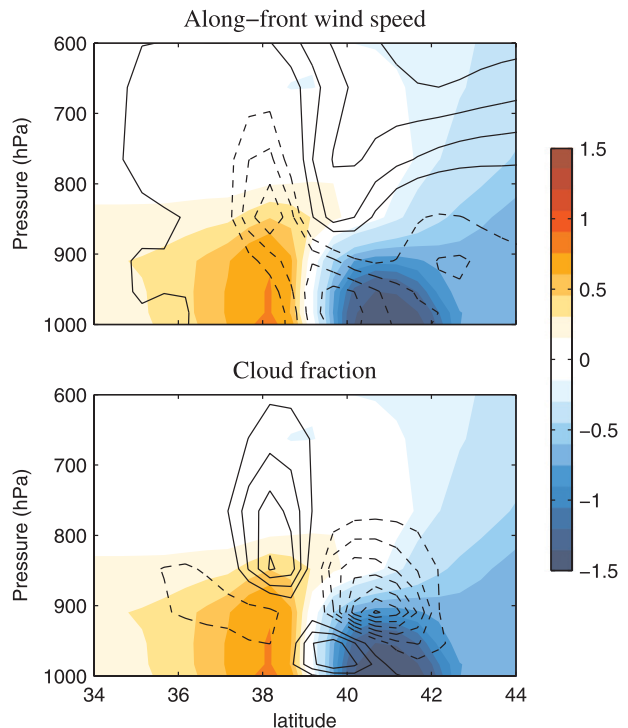 Along−front wind speed
600
700
800
900
1000
Pressure (hPa)
Cloud fraction
600
700
800
900
1000
Pressure (hPa)
34 36 38 40 42 44
latitude
1.5
1
0.5
0
−0.5
−1
−1.5